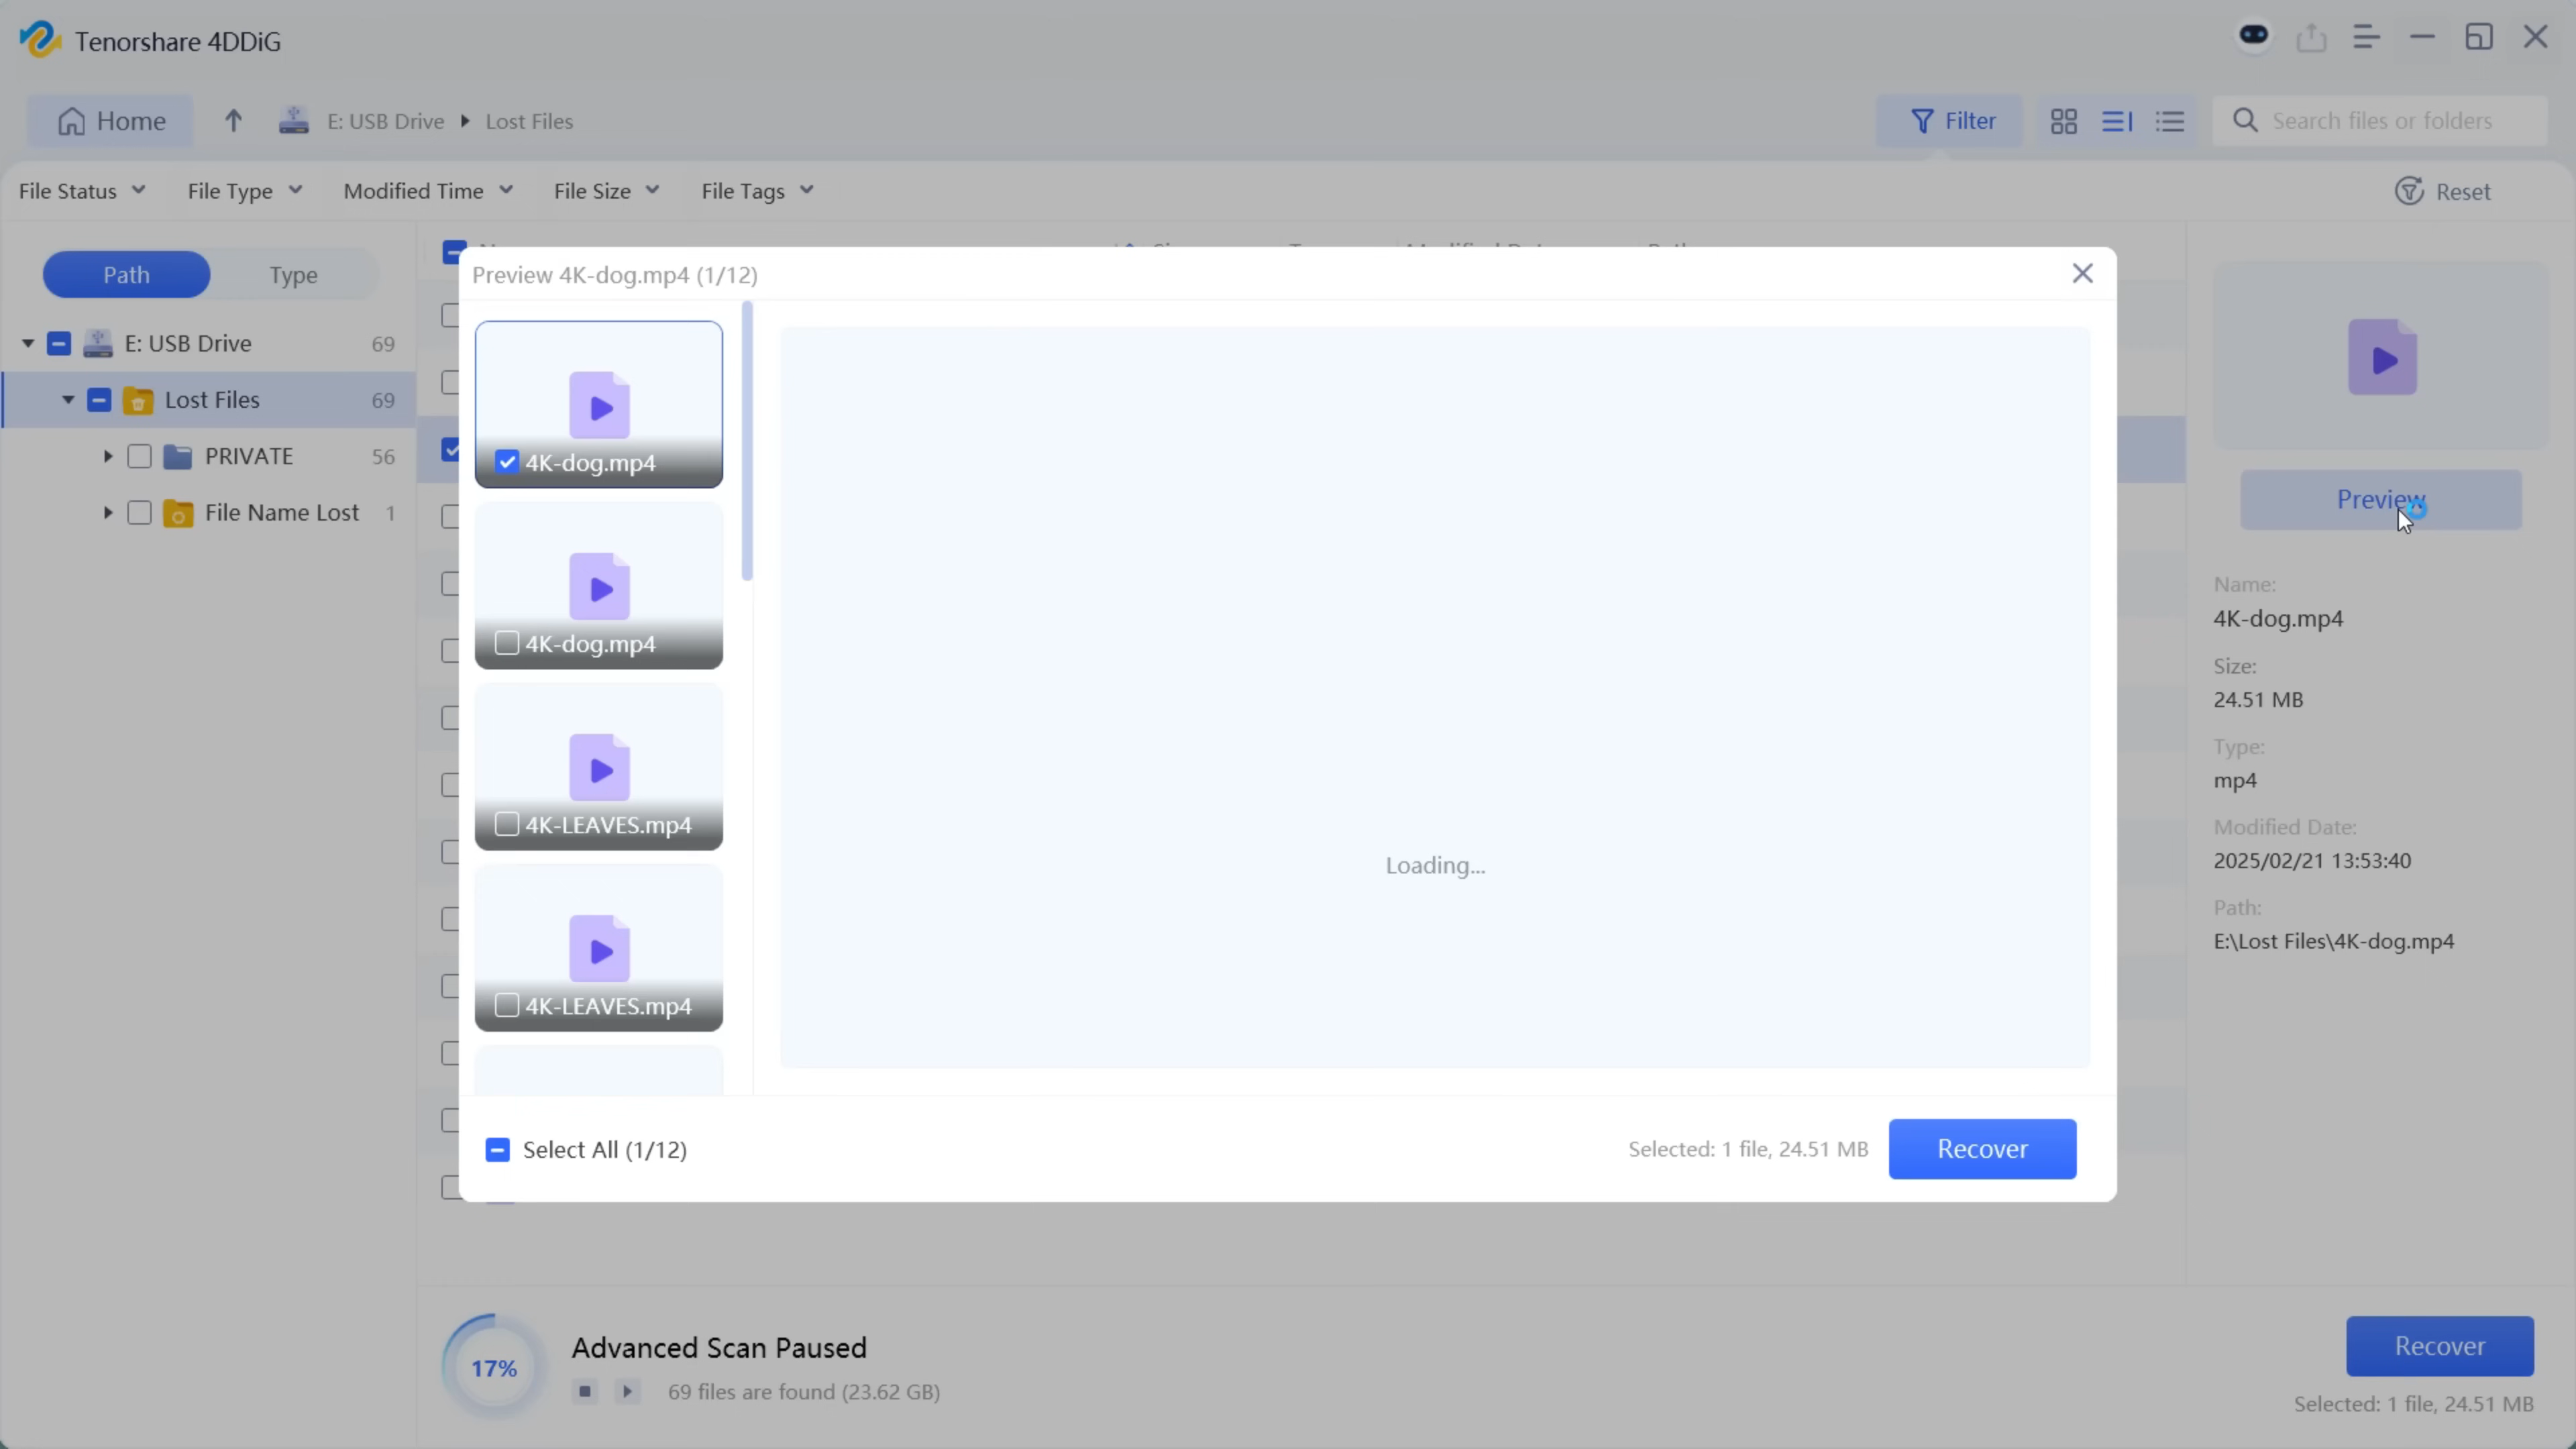 Tenorshare 4DDiG
Home
E: USB Drive
Lost Files
Filter
Search files or folders
File Status
File Type
Modified Time
File Size
File Tags
Reset
Path
Type
E: USB Drive 69
Lost Files 69
PRIVATE 56
File Name Lost 1
Preview 4K-dog.mp4 (1/12)
4K-dog.mp4
4K-dog.mp4
4K-LEAVES.mp4
4K-LEAVES.mp4
Loading...
Select All (1/12)
Selected: 1 file, 24.51 MB
Recover
Preview
Name:
4K-dog.mp4
Size:
24.51 MB
Type:
mp4
Modified Date:
2025/02/21 13:53:40
Path:
E:\Lost Files\4K-dog.mp4
17%
Advanced Scan Paused
69 files are found (23.62 GB)
Recover
Selected: 1 file, 24.51 MB